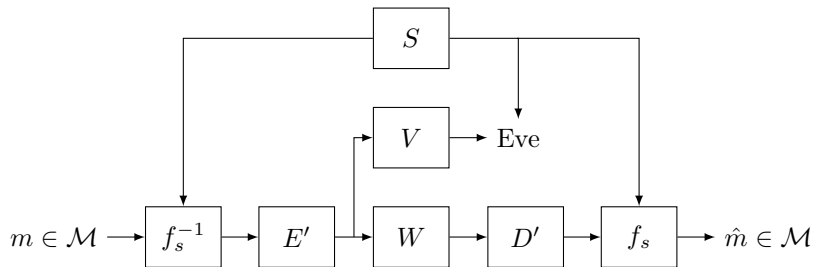 S
V
Eve
m ∈ ℳ
f_s^{-1}
E′
W
D′
f_s
m̂ ∈ ℳ